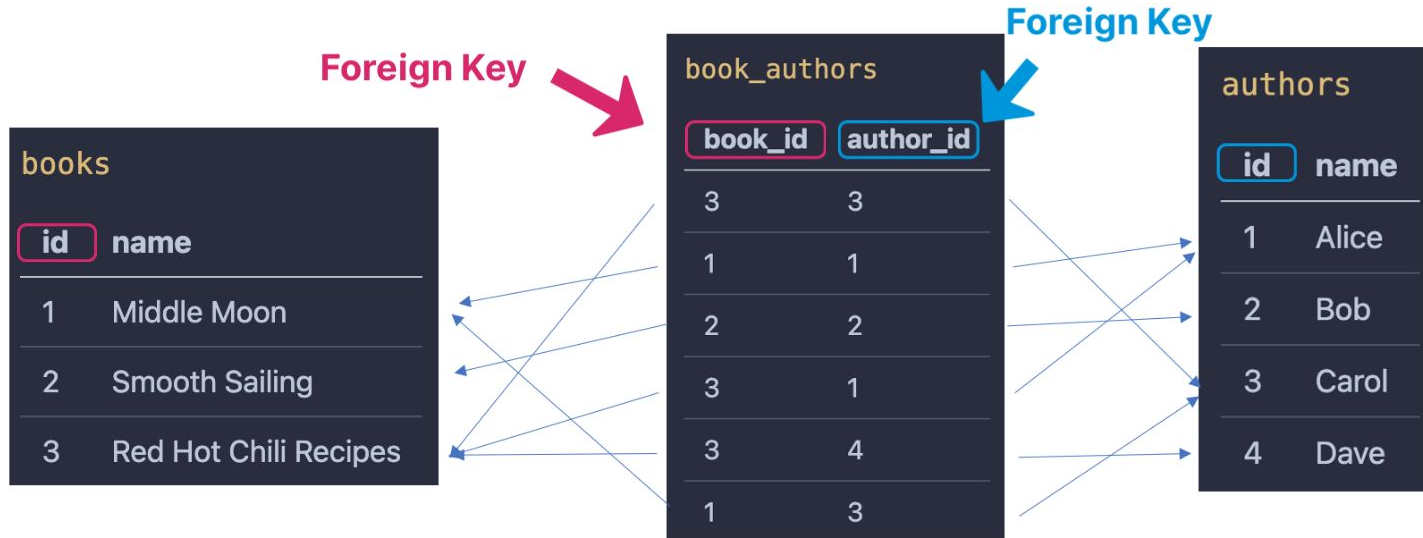 Foreign Key
Foreign Key
books
id name
1 Middle Moon
2 Smooth Sailing
3 Red Hot Chili Recipes
book_authors
book_id author_id
3 3
1 1
2 2
3 1
3 4
1 3
authors
id name
1 Alice
2 Bob
3 Carol
4 Dave